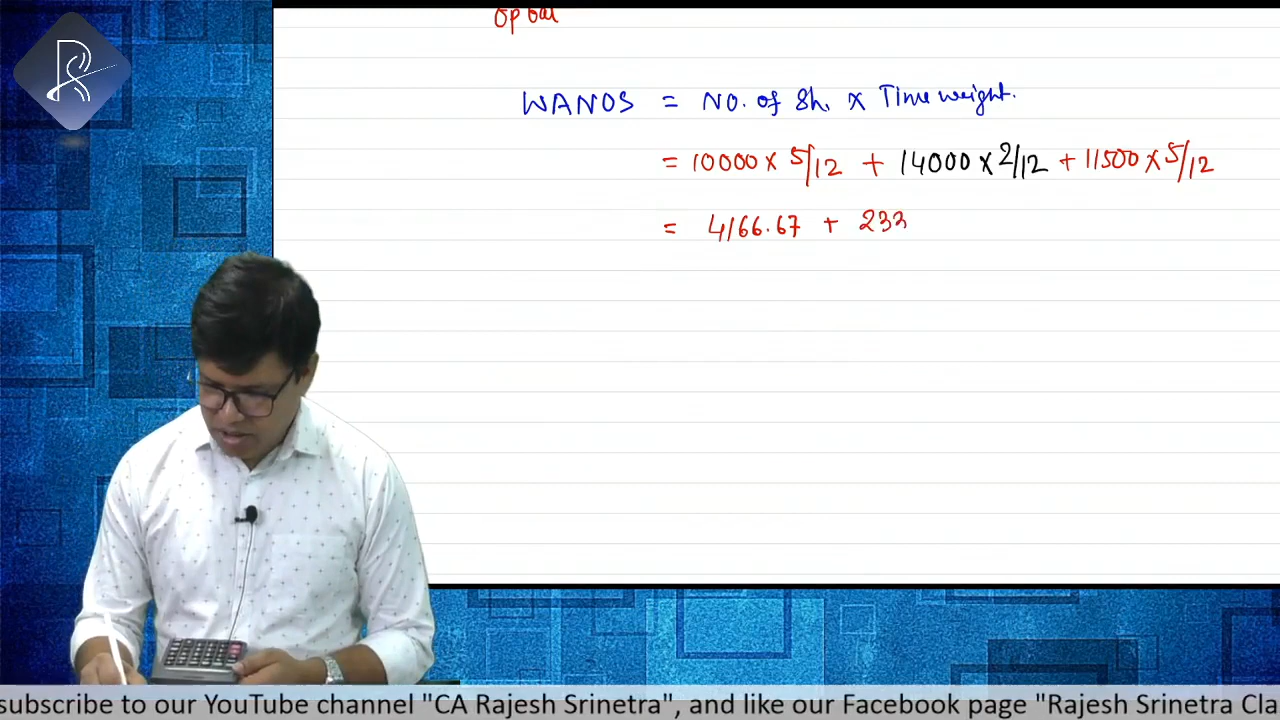 Op bal
WANOS = NO. of Sh. x Time weight.
= 10000 x 5/12 + 14000 x 2/12 + 11500 x 5/12
= 4166.67 + 233
subscribe to our YouTube channel "CA Rajesh Srinetra", and like our Facebook page "Rajesh Srinetra Cla